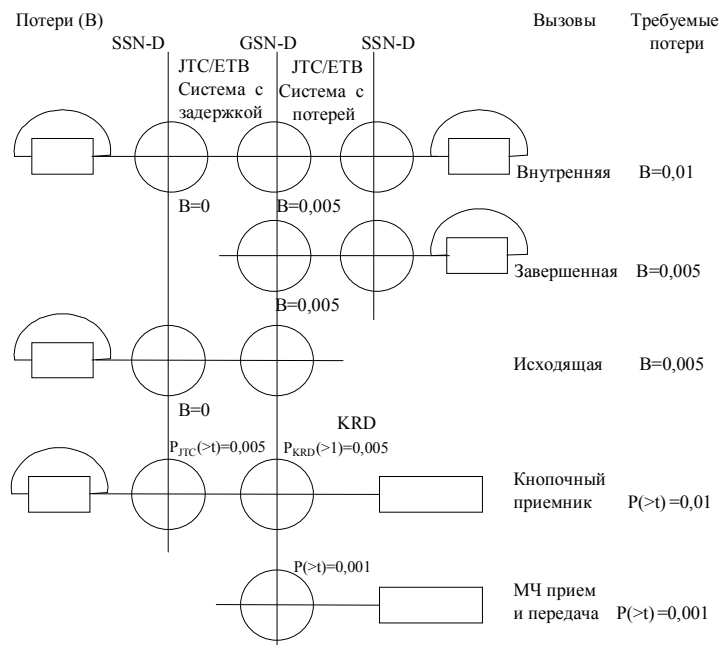 Потери (В)
Вызовы
Требуемые
потери
SSN-D
GSN-D
SSN-D
JTC/ETB
Система с
задержкой
JTC/ETB
Система с
потерей
Внутренняя
B=0,01
B=0
B=0,005
Завершенная
B=0,005
B=0,005
Исходящая
B=0,005
B=0
KRD
PJTC(>t)=0,005
PKRD(>1)=0,005
Кнопочный
приемник
P(>t)=0,01
P(>t)=0,001
МЧ прием
и передача
P(>t)=0,001